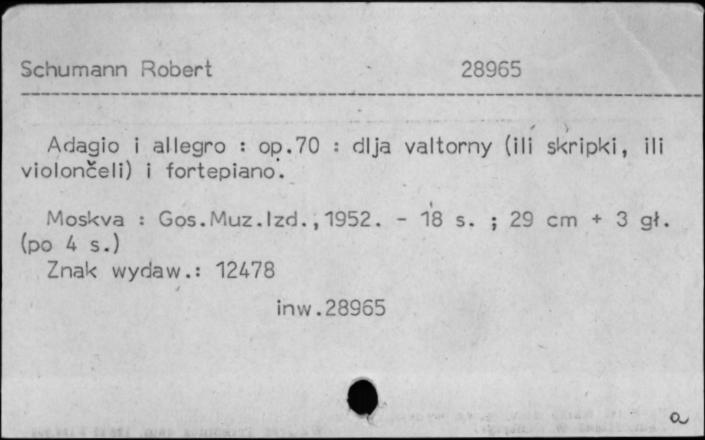 Schumann Robert 28965
Adagio i allegro : op.70 : dlja valtorny (ili skripki, ili
violončeli) i fortepiano.
Moskva : Gos.Muz.Izd.,1952. - 18 s. ; 29 cm + 3 gł.
(po 4 s.)
Znak wydaw.: 12478
inw.28965
a